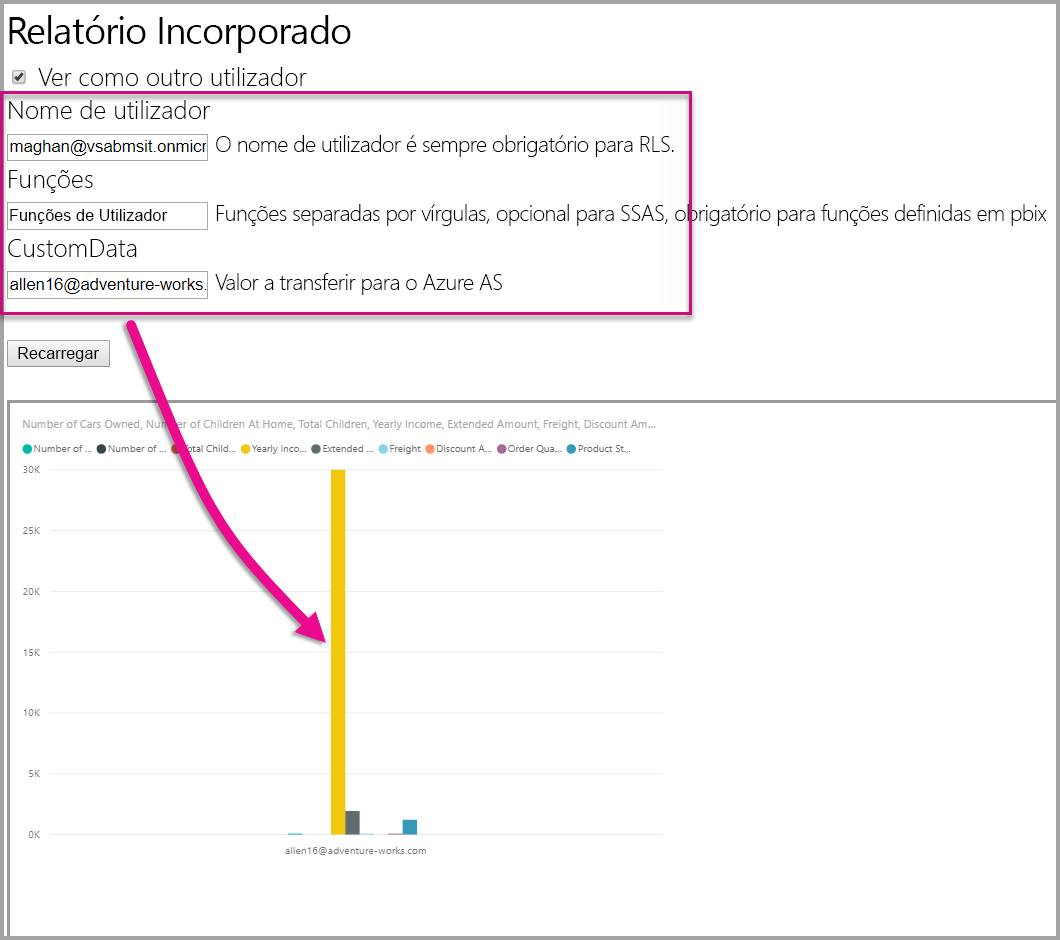 Relatório Incorporado
Ver como outro utilizador
Nome de utilizador
maghan@vsabmsit.onmicr O nome de utilizador é sempre obrigatório para RLS.
Funções
Funções de Utilizador Funções separadas por vírgulas, opcional para SSAS, obrigatório para funções definidas em pbix
CustomData
allen16@adventure-works. Valor a transferir para o Azure AS
Recarregar
Number of Cars Owned, Number of Children At Home, Total Children, Yearly Income, Extended Amount, Freight, Discount Am...
Number of ... Number of ... Total Child... Yearly Inco... Extended ... Freight Discount A... Order Qua... Product St...
30K
25K
20K
15K
10K
5K
0K
allen16@adventure-works.com